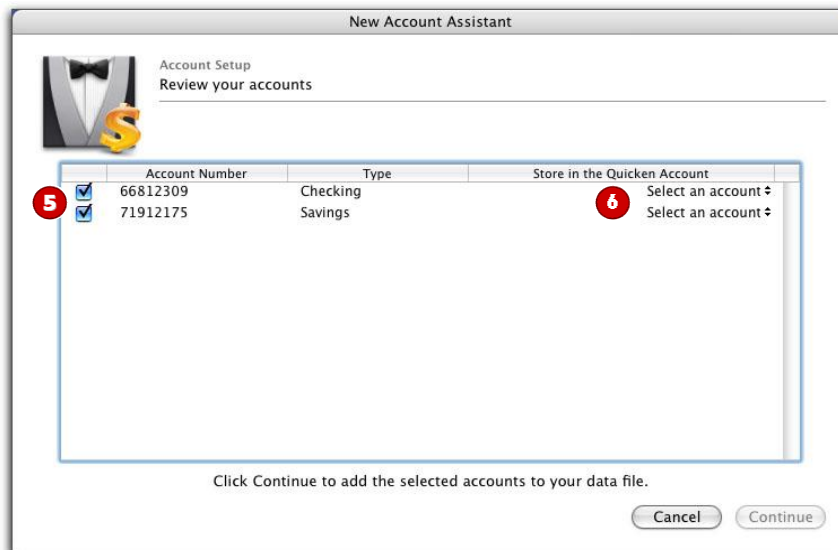 New Account Assistant
Account Setup
Review your accounts
Account Number Type Store in the Quicken Account
5 66812309 Checking 6 Select an account
71912175 Savings Select an account
Click Continue to add the selected accounts to your data file.
Cancel Continue